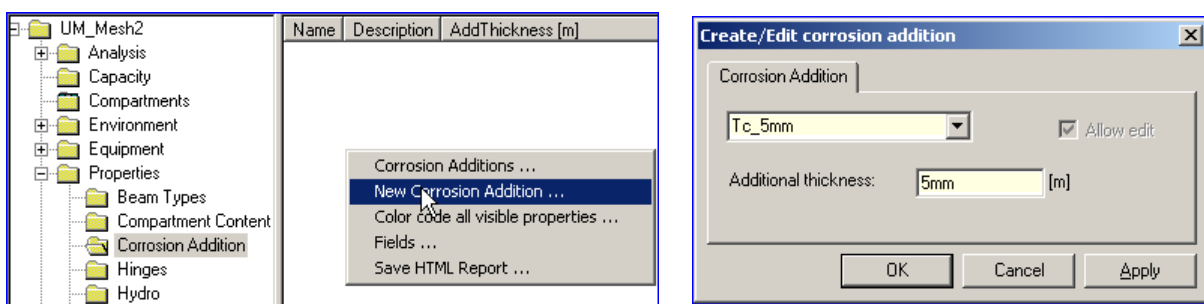 UM_Mesh2
Analysis
Capacity
Compartments
Environment
Equipment
Properties
Beam Types
Compartment Content
Corrosion Addition
Hinges
Hydro
Name Description AddThickness [m]
Corrosion Additions ...
New Corrosion Addition ...
Color code all visible properties ...
Fields ...
Save HTML Report ...
Create/Edit corrosion addition
Corrosion Addition
Tc_5mm Allow edit
Additional thickness: 5mm [m]
OK Cancel Apply